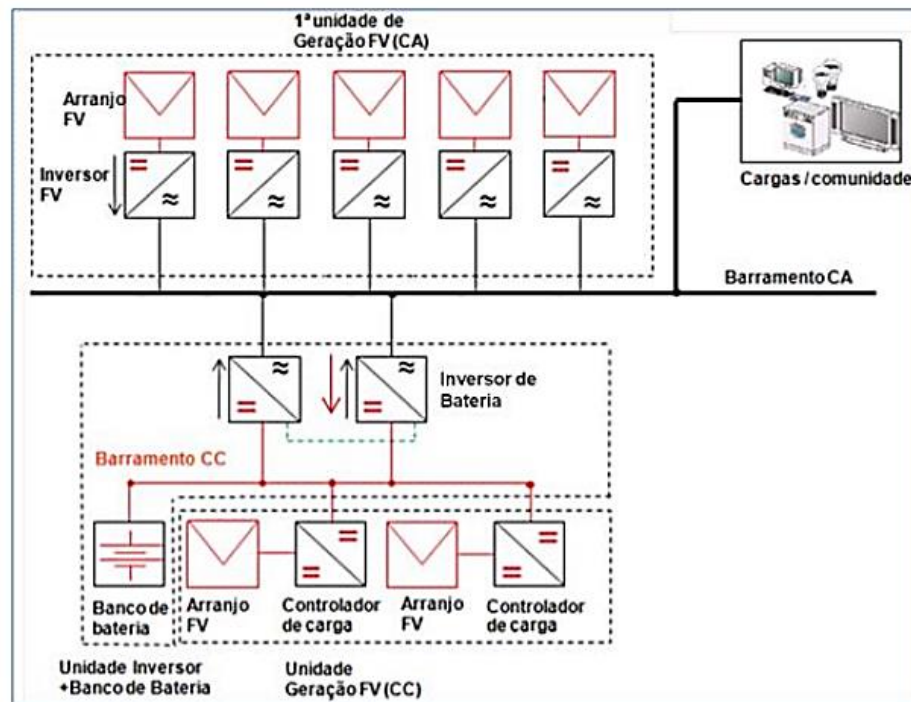 1ª unidade de
Geração FV (CA)
Arranjo
FV
Inversor
FV
Cargas / comunidade
Barramento CA
Inversor de
Bateria
Barramento CC
Banco de
bateria
Arranjo
FV
Controlador
de carga
Arranjo
FV
Controlador
de carga
Unidade Inversor
+Banco de Bateria
Unidade
Geração FV (CC)